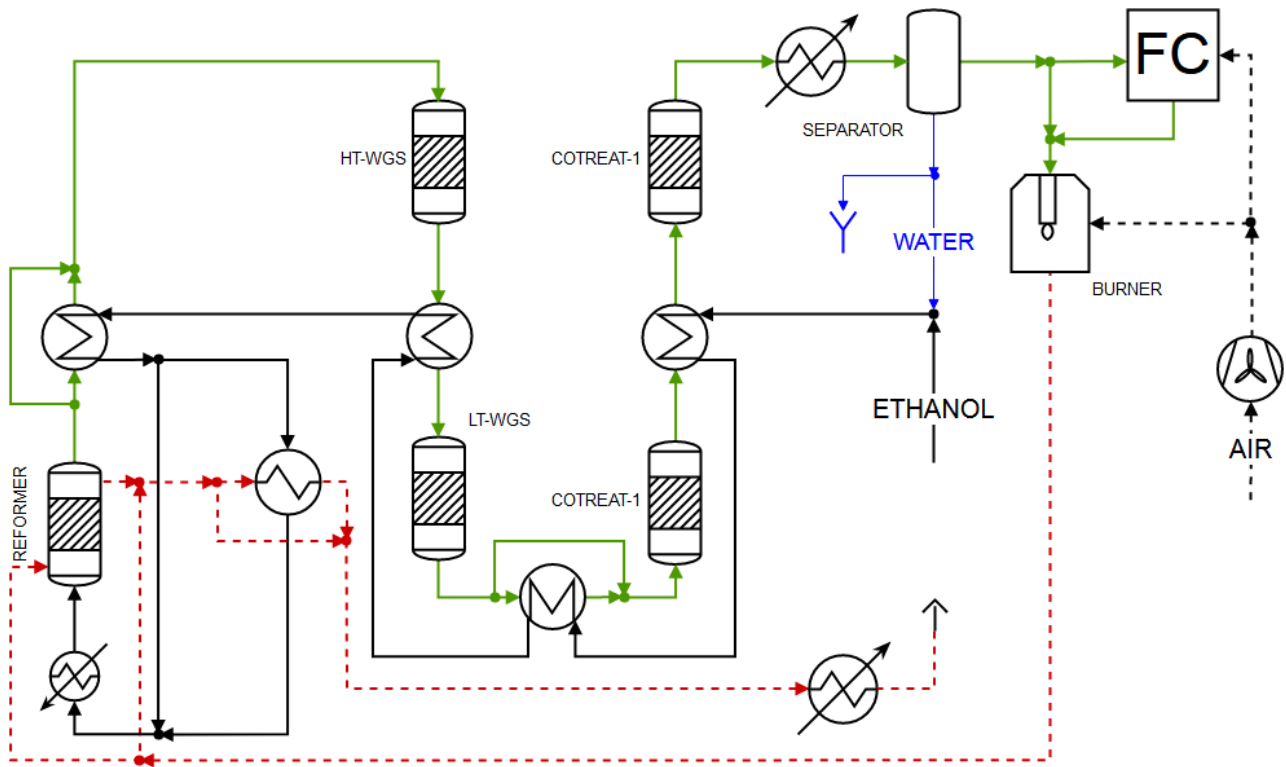 FC
SEPARATOR
HT-WGS
COTREAT-1
WATER
BURNER
ETHANOL
LT-WGS
AIR
COTREAT-1
REFORMER